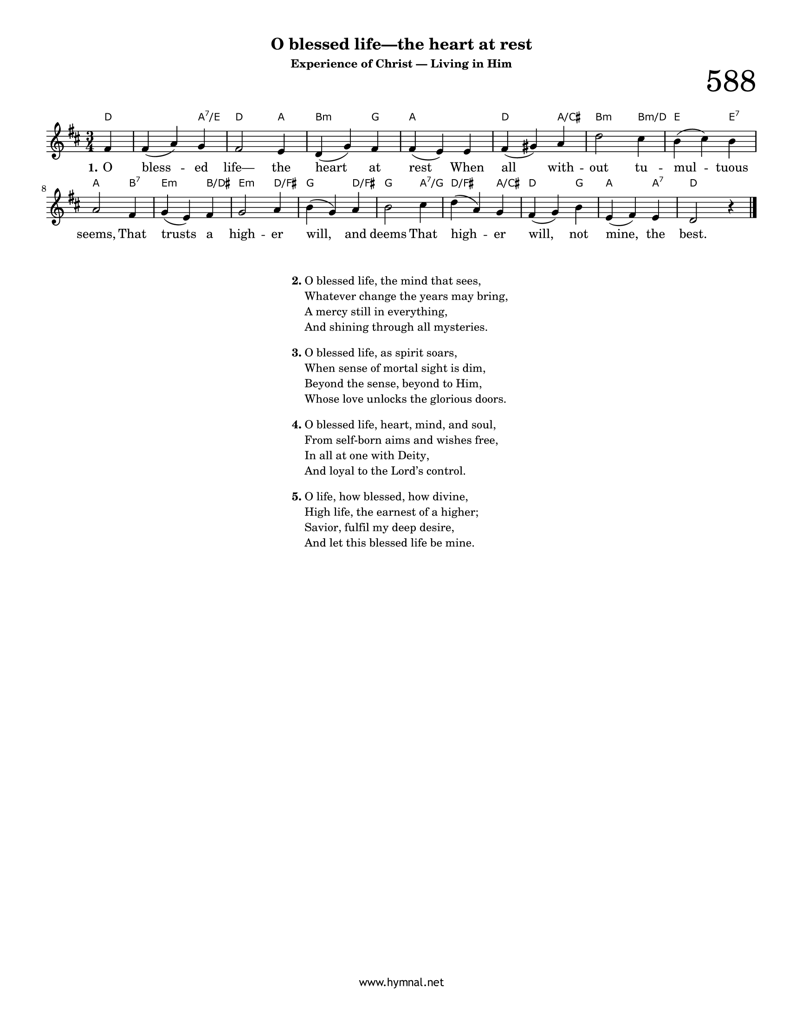 O blessed life—the heart at rest
Experience of Christ — Living in Him
588
D A7/E D A Bm G A D A/C♯ Bm Bm/D E E7
3
4
1. O bless - ed life— the heart at rest When all with - out tu - mul - tuous
8
A B7 Em B/D♯ Em D/F♯ G D/F♯ G A7/G D/F♯ A/C♯ D G A A7 D
seems, That trusts a high - er will, and deems That high - er will, not mine, the best.
2. O blessed life, the mind that sees,
Whatever change the years may bring,
A mercy still in everything,
And shining through all mysteries.
3. O blessed life, as spirit soars,
When sense of mortal sight is dim,
Beyond the sense, beyond to Him,
Whose love unlocks the glorious doors.
4. O blessed life, heart, mind, and soul,
From self-born aims and wishes free,
In all at one with Deity,
And loyal to the Lord's control.
5. O life, how blessed, how divine,
High life, the earnest of a higher;
Savior, fulfil my deep desire,
And let this blessed life be mine.
www.hymnal.net